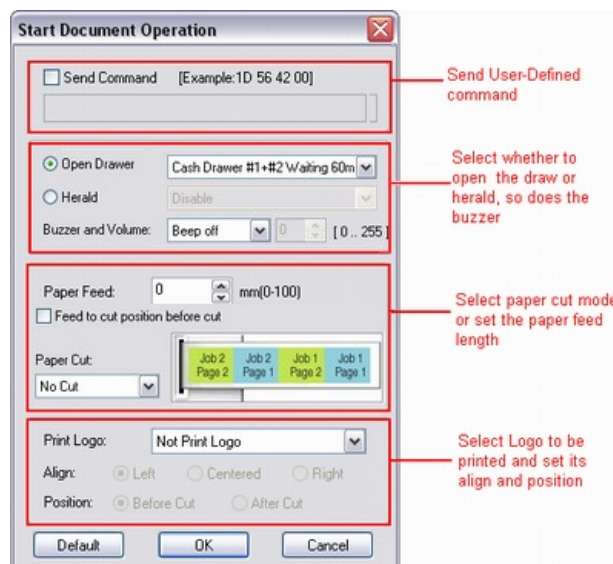 Start Document Operation
Send Command [Example:1D 56 42 00]
Send User-Defined
command
Open Drawer Cash Drawer #1+#2 Waiting 60m
Herald Disable
Buzzer and Volume: Beep off 0 [ 0 .. 255 ]
Select whether to
open the draw or
herald, so does the
buzzer
Paper Feed: 0 mm(0-100)
Feed to cut position before cut
Paper Cut:
No Cut
Job 2 Job 2 Job 1 Job 1
Page 2 Page 1 Page 2 Page 1
Select paper cut mode
or set the paper feed
length
Print Logo: Not Print Logo
Align: Left Centered Right
Position: Before Cut After Cut
Select Logo to be
printed and set its
align and position
Default OK Cancel